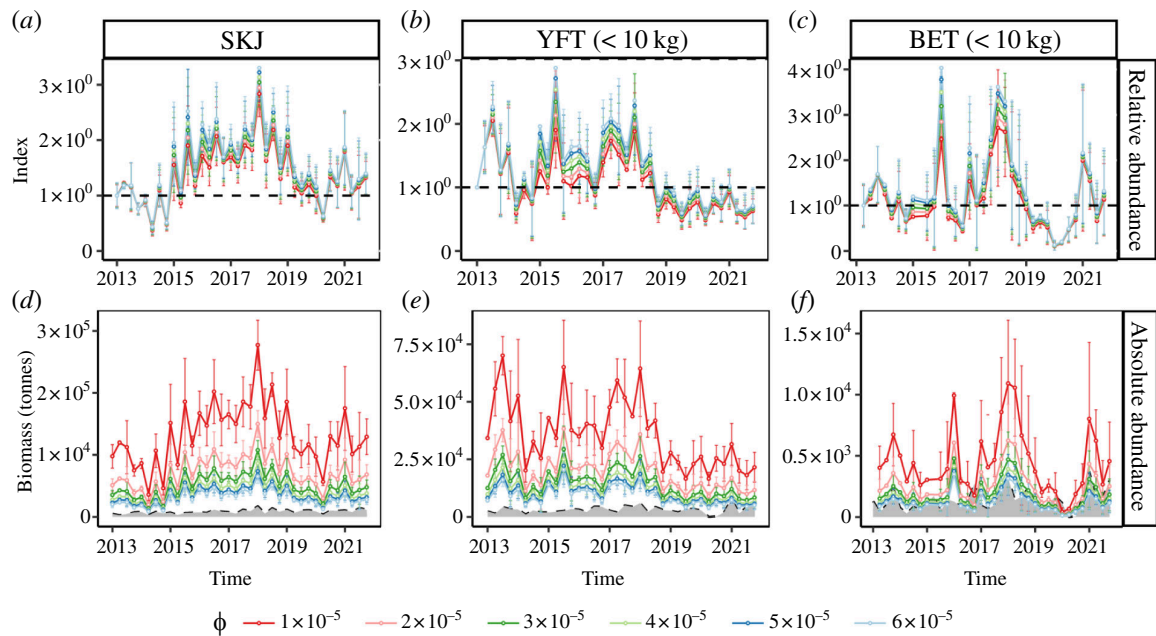 (a) (b) (c)
SKJ YFT (< 10 kg) BET (< 10 kg)
3 × 10⁰ 3 × 10⁰ 4 × 10⁰
2 × 10⁰ 2 × 10⁰ 3 × 10⁰
1 × 10⁰ 1 × 10⁰ 2 × 10⁰
0 0 1 × 10⁰
0
Index
Relative abundance
2013 2015 2017 2019 2021 2013 2015 2017 2019 2021 2013 2015 2017 2019 2021
(d) (e) (f)
3 × 10⁵ 7.5 × 10⁴ 1.5 × 10⁴
2 × 10⁵ 5.0 × 10⁴ 1.0 × 10⁴
1 × 10⁴ 2.5 × 10⁴ 0.5 × 10³
0 0 0
Biomass (tonnes)
Absolute abundance
2013 2015 2017 2019 2021 2013 2015 2017 2019 2021 2013 2015 2017 2019 2021
Time Time Time
ϕ 1×10⁻⁵ 2×10⁻⁵ 3×10⁻⁵ 4×10⁻⁵ 5×10⁻⁵ 6×10⁻⁵